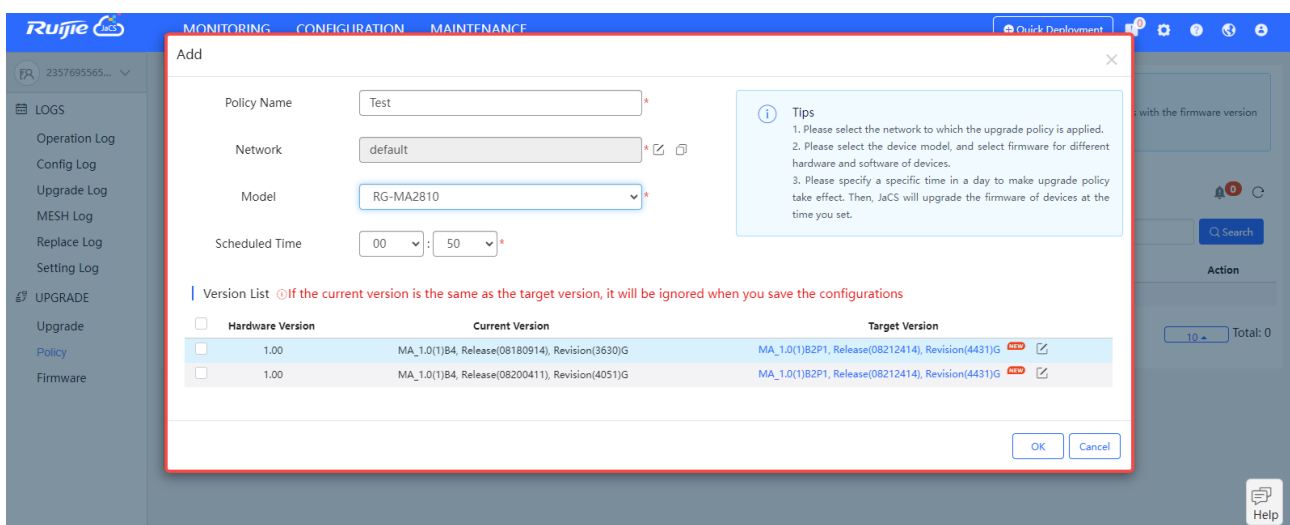 Ruijie JaCS MONITORING CONFIGURATION MAINTENANCE Quick Deployment 0
2357695565...
LOGS
Operation Log
Config Log
Upgrade Log
MESH Log
Replace Log
Setting Log
UPGRADE
Upgrade
Policy
Firmware
Add
Policy Name Test *
Network default *
Model RG-MA2810 *
Scheduled Time 00 : 50 *
Tips
1. Please select the network to which the upgrade policy is applied.
2. Please select the device model, and select firmware for different
hardware and software of devices.
3. Please specify a specific time in a day to make upgrade policy
take effect. Then, JaCS will upgrade the firmware of devices at the
time you set.
Version List If the current version is the same as the target version, it will be ignored when you save the configurations
Hardware Version Current Version Target Version
1.00 MA_1.0(1)B4, Release(08180914), Revision(3630)G MA_1.0(1)B2P1, Release(08212414), Revision(4431)G NEW
1.00 MA_1.0(1)B4, Release(08200411), Revision(4051)G MA_1.0(1)B2P1, Release(08212414), Revision(4431)G NEW
OK Cancel
with the firmware version
0
Search
Action
10 Total: 0
Help